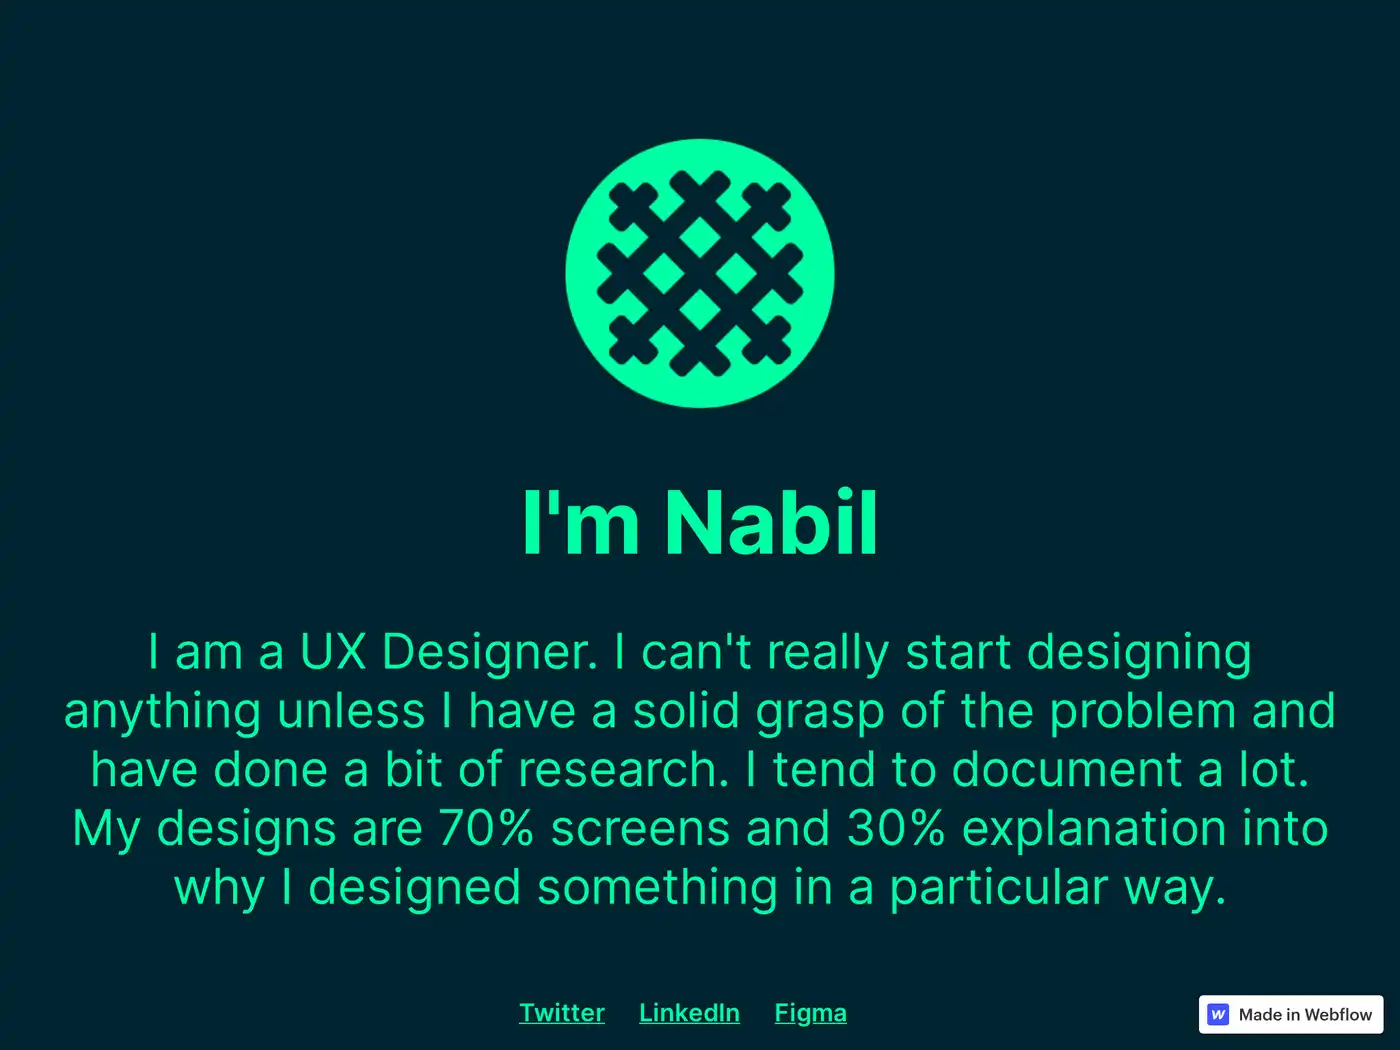 I'm Nabil
I am a UX Designer. I can't really start designing
anything unless I have a solid grasp of the problem and
have done a bit of research. I tend to document a lot.
My designs are 70% screens and 30% explanation into
why I designed something in a particular way.
Twitter LinkedIn Figma
Made in Webflow